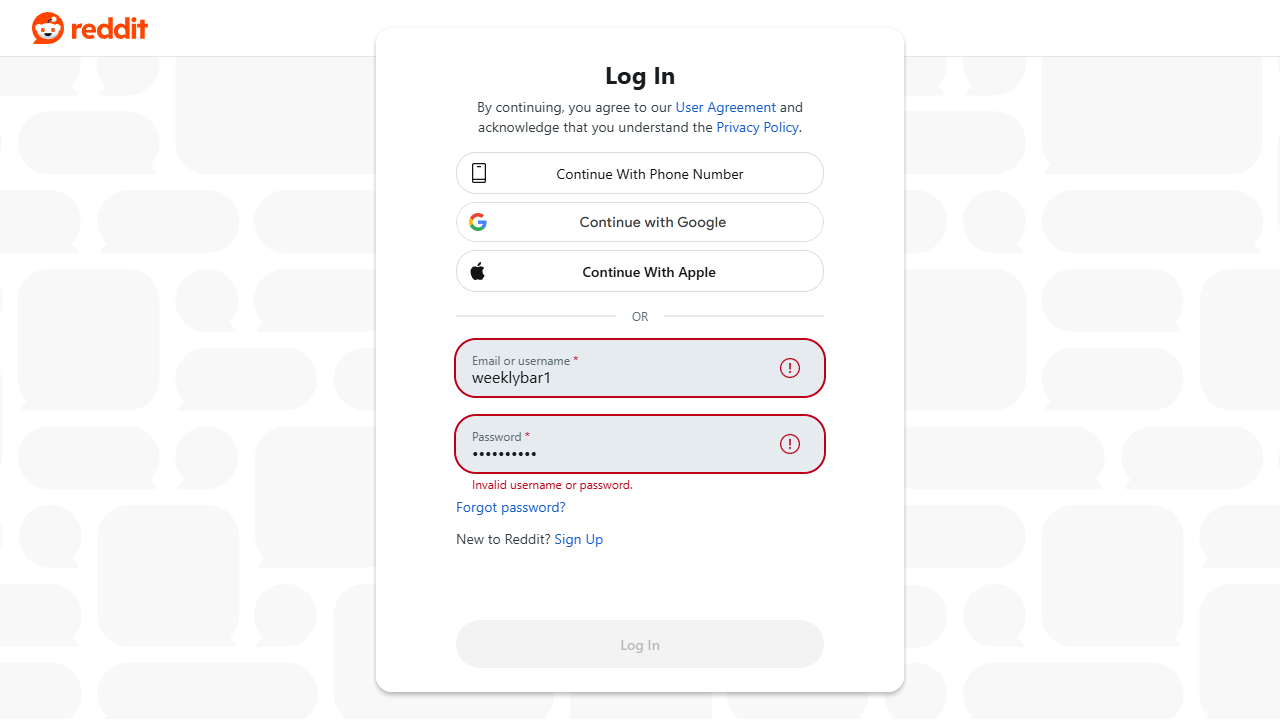 reddit
Log In
By continuing, you agree to our User Agreement and
acknowledge that you understand the Privacy Policy.
Continue With Phone Number
Continue with Google
Continue With Apple
OR
Email or username *
weeklybar1
Password *
••••••••••
Invalid username or password.
Forgot password?
New to Reddit? Sign Up
Log In